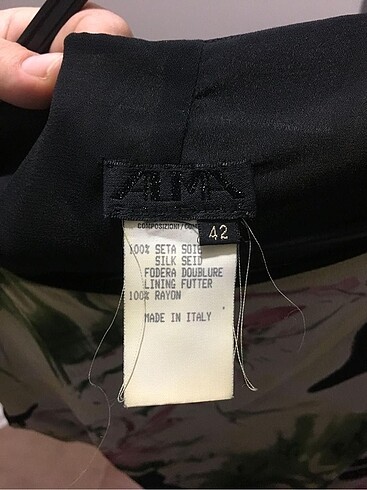 ALMA
42
COMPOSIZIONI/COM
100% SETA SOIE
SILK SEID
FODERA DOUBLURE
LINING FUTTER
100% RAYON
MADE IN ITALY